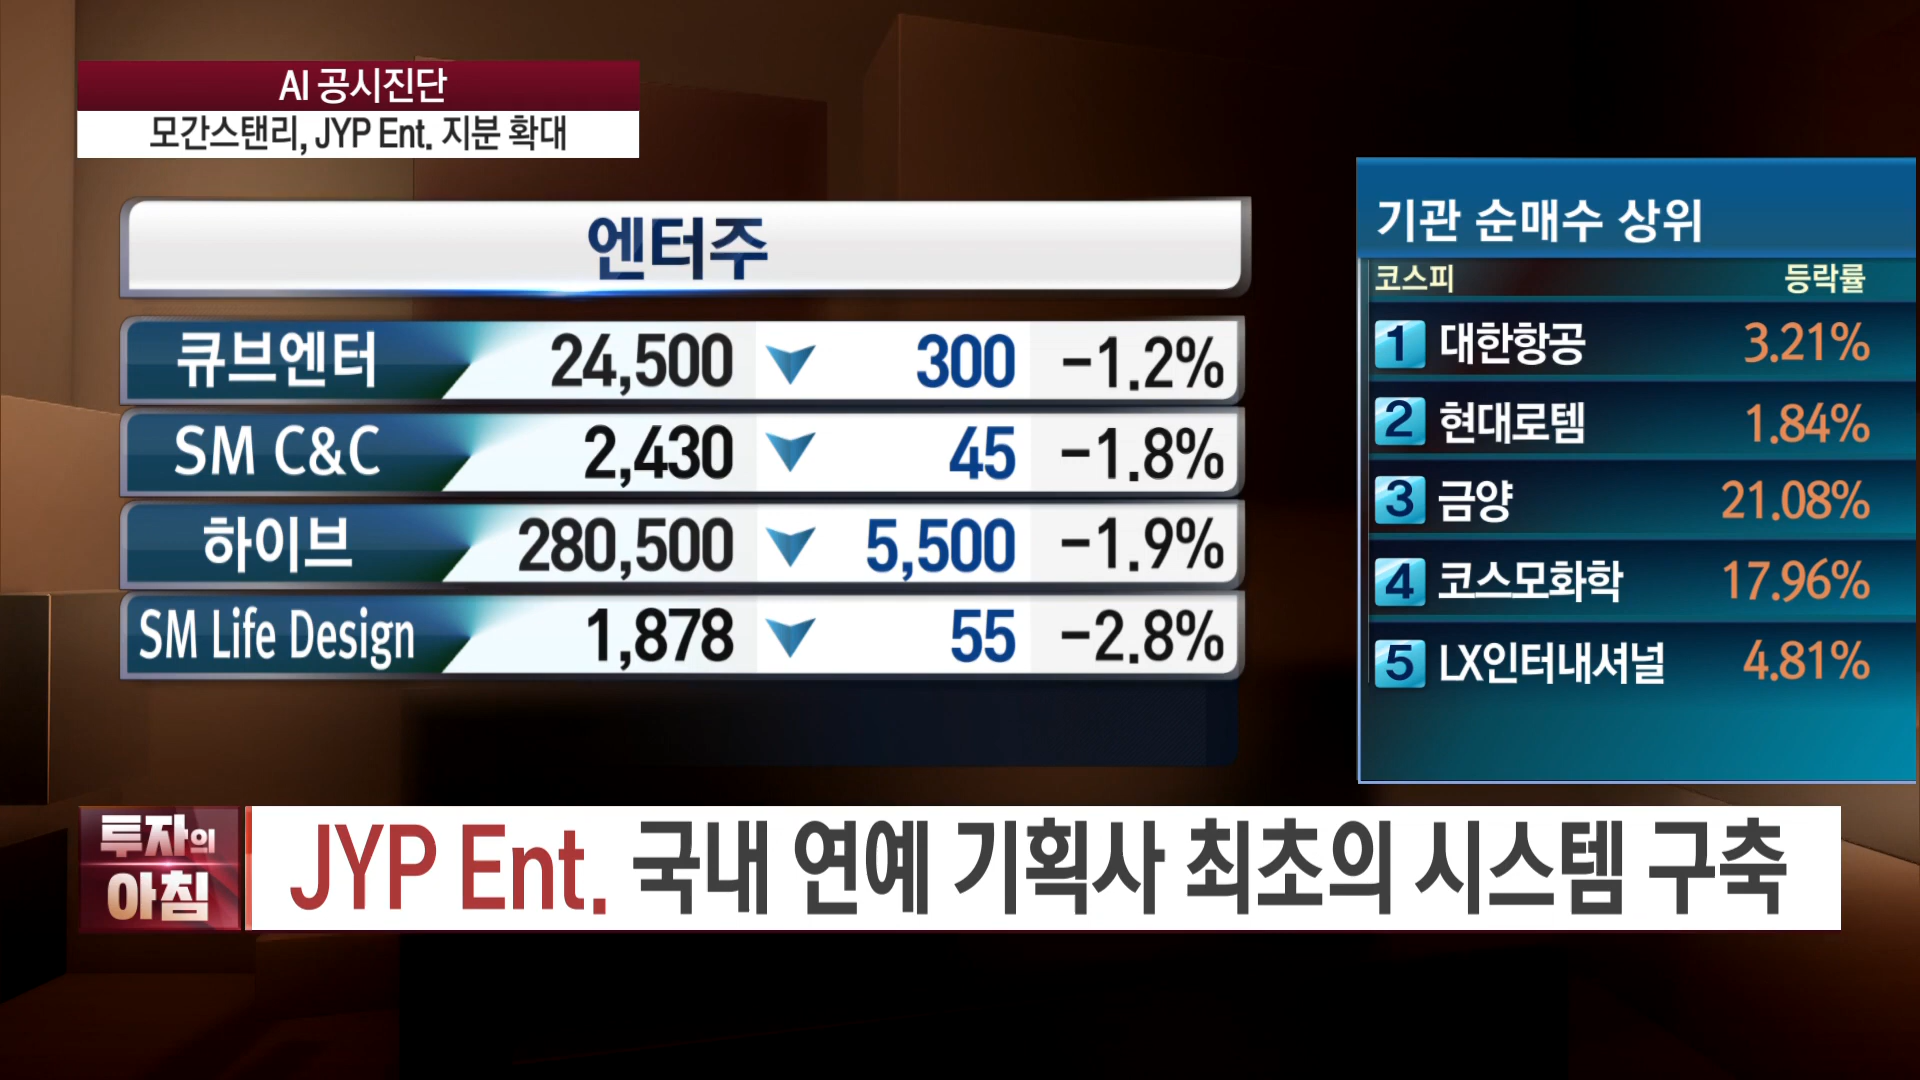 AI 공시진단
모간스탠리, JYP Ent. 지분 확대
엔터주
큐브엔터 24,500 ▼ 300 -1.2%
SM C&C 2,430 ▼ 45 -1.8%
하이브 280,500 ▼ 5,500 -1.9%
SM Life Design 1,878 ▼ 55 -2.8%
기관 순매수 상위
코스피 등락률
1 대한항공 3.21%
2 현대로템 1.84%
3 금양 21.08%
4 코스모화학 17.96%
5 LX인터내셔널 4.81%
투자의
아침
JYP Ent. 국내 연예 기획사 최초의 시스템 구축